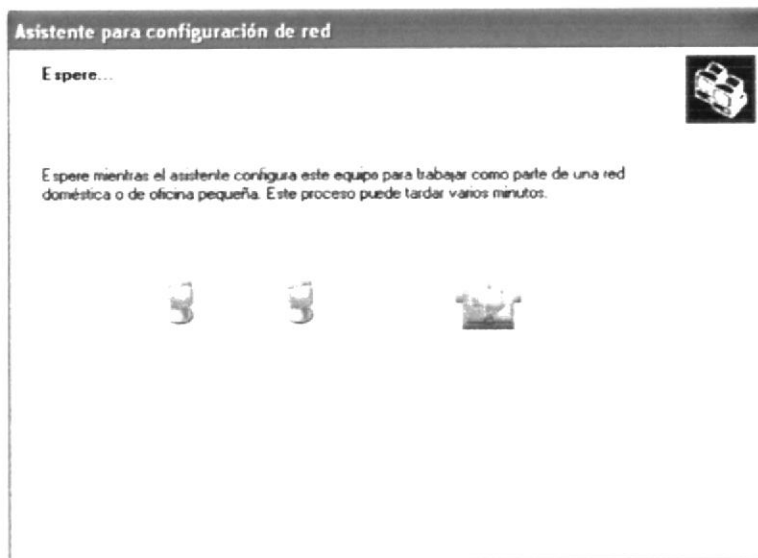 Asistente para configuración de red
Espere...
Espere mientras el asistente configura este equipo para trabajar como parte de una red
doméstica o de oficina pequeña. Este proceso puede tardar varios minutos.